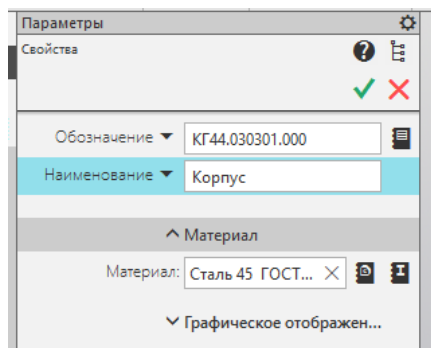 Параметры
Свойства
Обозначение КГ44.030301.000
Наименование Корпус
Материал
Материал: Сталь 45 ГОСТ...
Графическое отображен...